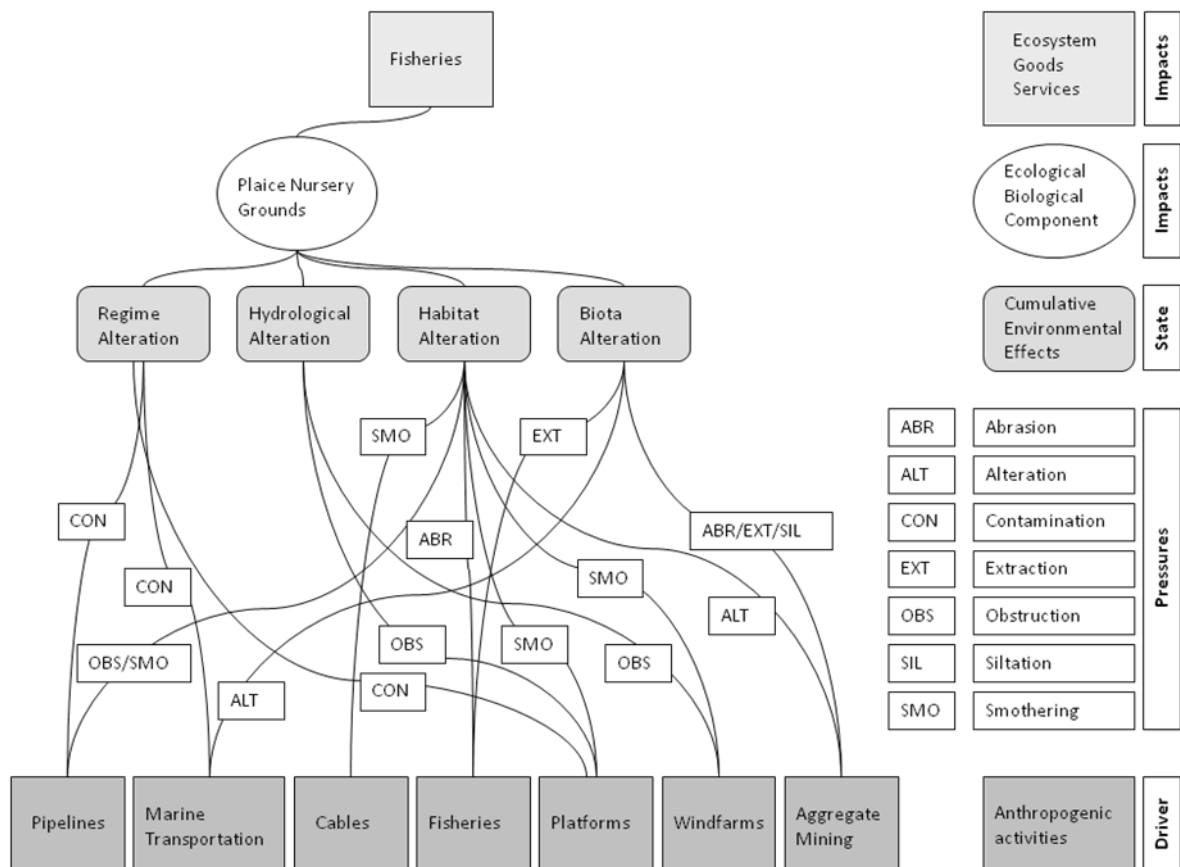 Fisheries
Ecosystem
Goods
Services
Impacts
Plaice Nursery
Grounds
Ecological
Biological
Component
Impacts
Regime
Alteration
Hydrological
Alteration
Habitat
Alteration
Biota
Alteration
Cumulative
Environmental
Effects
State
SMO
EXT
ABR
Abrasion
ALT
Alteration
CON
ABR
ABR/EXT/SIL
CON
Contamination
CON
SMO
EXT
Extraction
ALT
OBS
Obstruction
OBS/SMO
OBS
SMO
OBS
SIL
Siltation
ALT
CON
SMO
Smothering
Pressures
Pipelines
Marine
Transportation
Cables
Fisheries
Platforms
Windfarms
Aggregate
Mining
Anthropogenic
activities
Driver